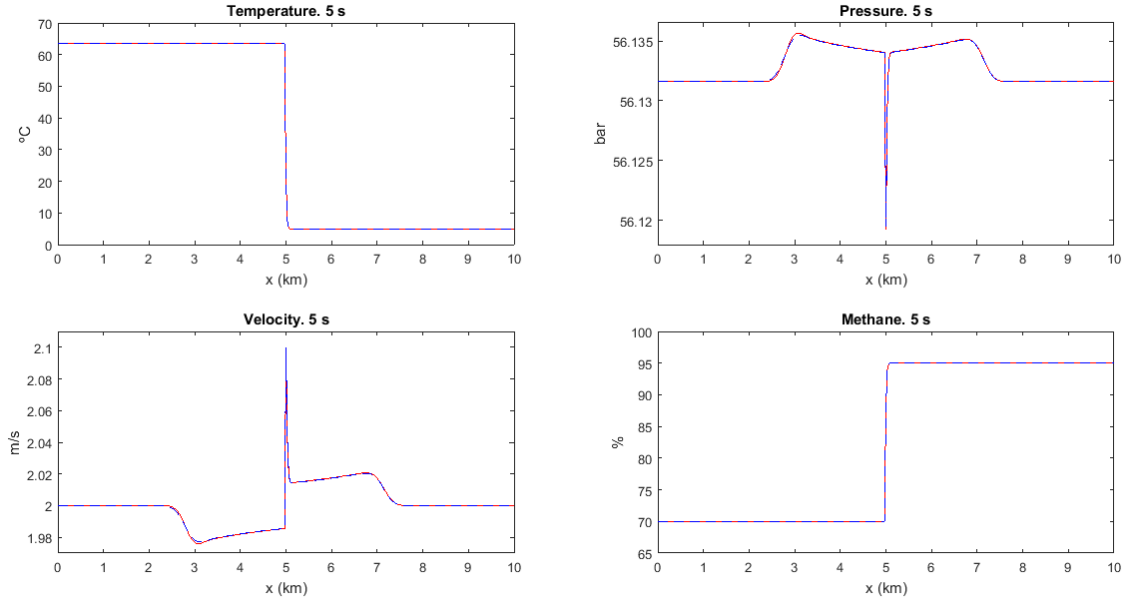 Temperature. 5 s
70
60
50
40
30
20
10
0
ºC
0 1 2 3 4 5 6 7 8 9 10
x (km)
Pressure. 5 s
56.135
56.13
56.125
56.12
bar
0 1 2 3 4 5 6 7 8 9 10
x (km)
Velocity. 5 s
2.1
2.08
2.06
2.04
2.02
2
1.98
m/s
0 1 2 3 4 5 6 7 8 9 10
x (km)
Methane. 5 s
100
95
90
85
80
75
70
65
%
0 1 2 3 4 5 6 7 8 9 10
x (km)